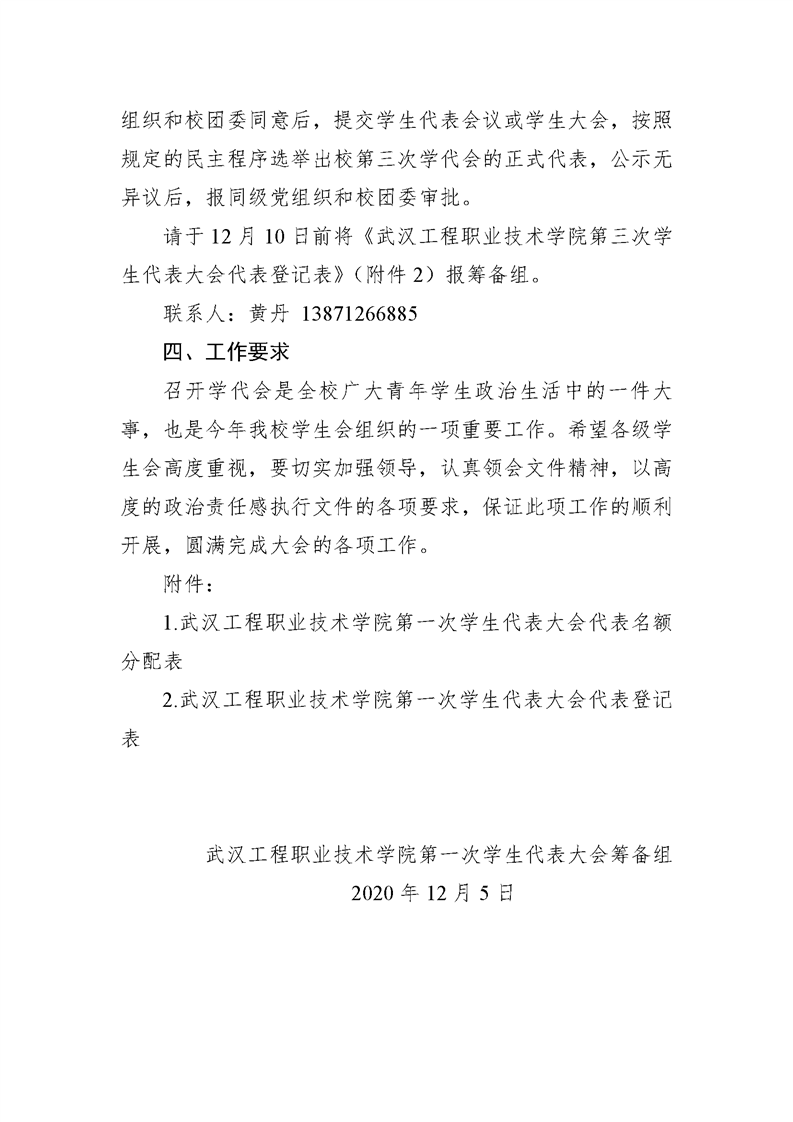 组织和校团委同意后，提交学生代表会议或学生大会，按照
规定的民主程序选举出校第三次学代会的正式代表，公示无
异议后，报同级党组织和校团委审批。
请于 12 月 10 日前将《武汉工程职业技术学院第三次学
生代表大会代表登记表》（附件 2）报筹备组。
联系人：黄丹 13871266885
四、工作要求
召开学代会是全校广大青年学生政治生活中的一件大
事，也是今年我校学生会组织的一项重要工作。希望各级学
生会高度重视，要切实加强领导，认真领会文件精神，以高
度的政治责任感执行文件的各项要求，保证此项工作的顺利
开展，圆满完成大会的各项工作。
附件：
1.武汉工程职业技术学院第一次学生代表大会代表名额
分配表
2.武汉工程职业技术学院第一次学生代表大会代表登记
表
武汉工程职业技术学院第一次学生代表大会筹备组
2020 年 12 月 5 日